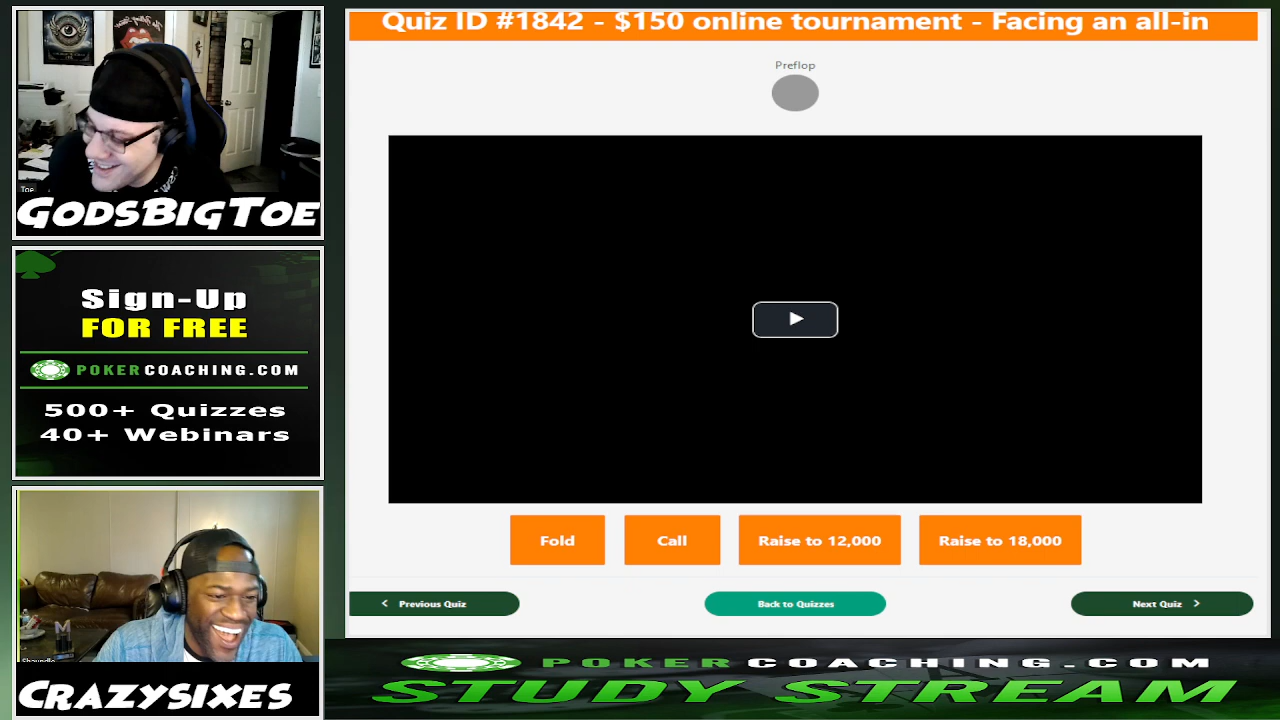 Toe
GODSBIGTOE
Sign-Up
FOR FREE
POKERCOACHING.COM
500+ Quizzes
40+ Webinars
CRAZYSIXES
Quiz ID #1842 - $150 online tournament - Facing an all-in
Preflop
Fold
Call
Raise to 12,000
Raise to 18,000
Previous Quiz
Back to Quizzes
Next Quiz
POKERCOACHING.COM
STUDY STREAM